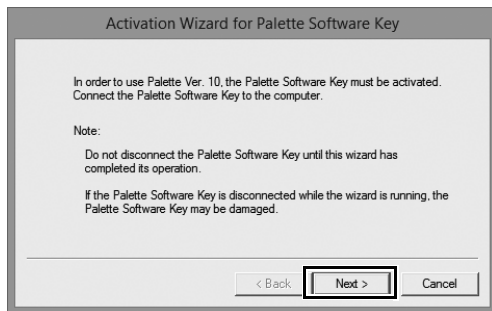 Activation Wizard for Palette Software Key
In order to use Palette Ver. 10, the Palette Software Key must be activated.
Connect the Palette Software Key to the computer.
Note:
Do not disconnect the Palette Software Key until this wizard has
completed its operation.
If the Palette Software Key is disconnected while the wizard is running, the
Palette Software Key may be damaged.
< Back Next > Cancel